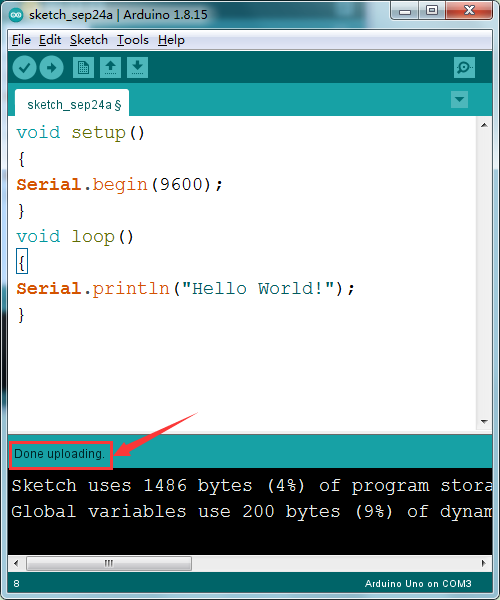 sketch_sep24a | Arduino 1.8.15
File Edit Sketch Tools Help
sketch_sep24a §
void setup()
{
Serial.begin(9600);
}
void loop()
{
Serial.println("Hello World!");
}
Done uploading.
Sketch uses 1486 bytes (4%) of program stora
Global variables use 200 bytes (9%) of dynam
8
Arduino Uno on COM3